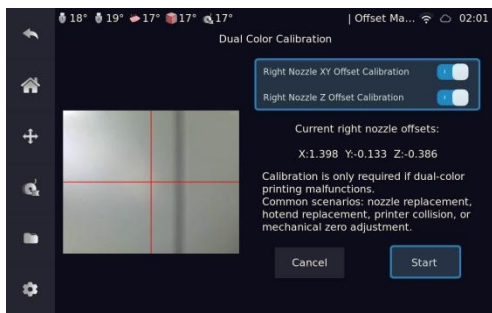 18° 19° 17° 17° 17° | Offset Ma... 02:01
Dual Color Calibration
Right Nozzle XY Offset Calibration
Right Nozzle Z Offset Calibration
Current right nozzle offsets:
X:1.398 Y:-0.133 Z:-0.386
Calibration is only required if dual-color
printing malfunctions.
Common scenarios: nozzle replacement,
hotend replacement, printer collision, or
mechanical zero adjustment.
Cancel Start